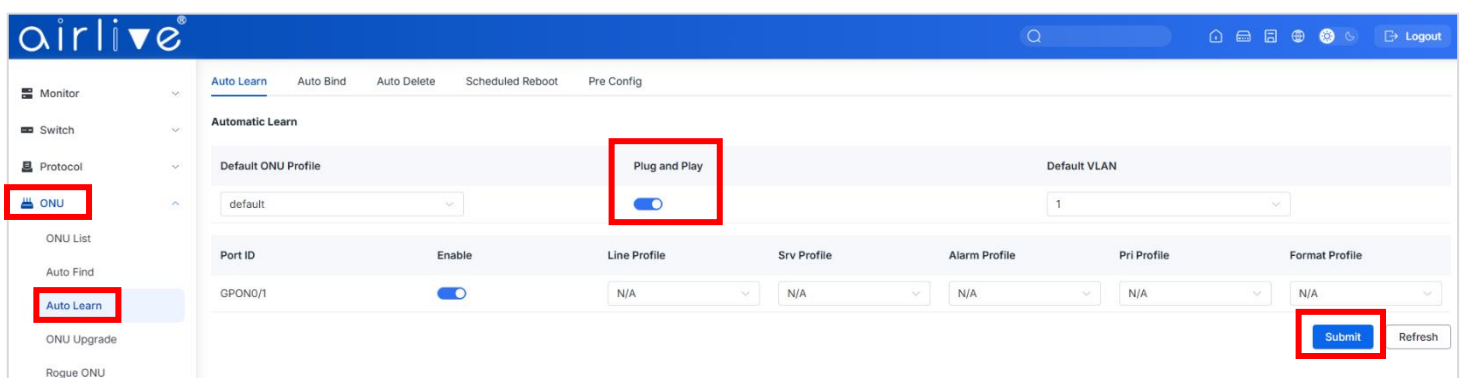 airlive®
Logout
Monitor
Switch
Protocol
ONU
ONU List
Auto Find
Auto Learn
ONU Upgrade
Rogue ONU
Auto Learn Auto Bind Auto Delete Scheduled Reboot Pre Config
Automatic Learn
Default ONU Profile Plug and Play Default VLAN
default 1
Port ID Enable Line Profile Srv Profile Alarm Profile Pri Profile Format Profile
GPON0/1 N/A N/A N/A N/A N/A
Submit Refresh